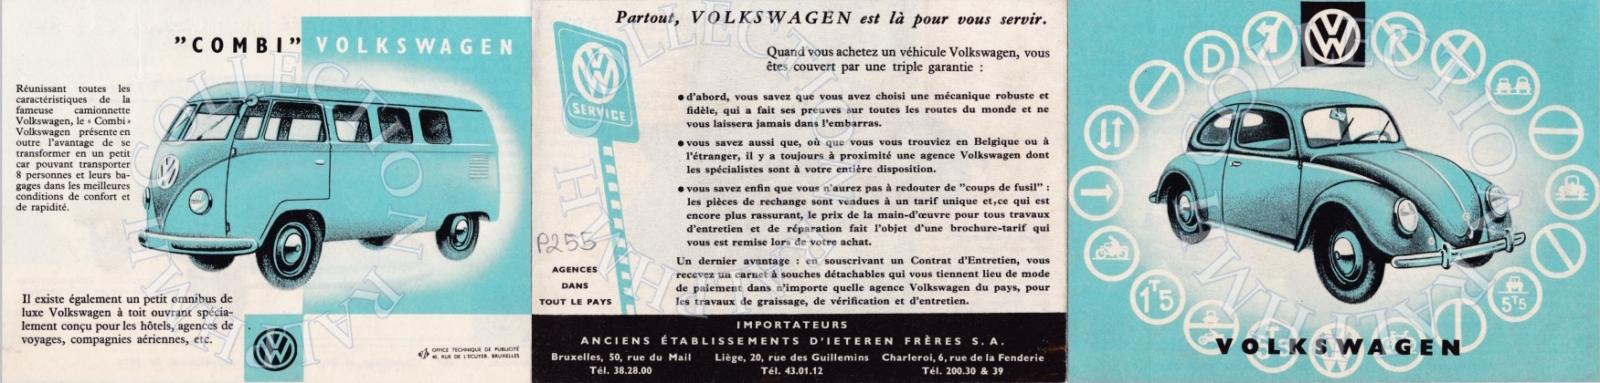 "COMBI" VOLKSWAGEN
Réunissant toutes les
caractéristiques de la
fameuse camionnette
Volkswagen, le « Combi »
Volkswagen présente en
outre l'avantage de se
transformer en un petit
car pouvant transporter
8 personnes et leurs ba-
gages dans les meilleures
conditions de confort et
de rapidité.
Il existe également un petit omnibus de
luxe Volkswagen à toit ouvrant spécia-
lement conçu pour les hôtels, agences de
voyages, compagnies aériennes, etc.
OFFICE TECHNIQUE DE PUBLICITÉ
40, RUE DE L'ECUYER, BRUXELLES
Partout, VOLKSWAGEN est là pour vous servir.
SERVICE
Quand vous achetez un véhicule Volkswagen, vous
êtes couvert par une triple garantie :
• d'abord, vous savez que vous avez choisi une mécanique robuste et
fidèle, qui a fait ses preuves sur toutes les routes du monde et ne
vous laissera jamais dans l'embarras.
• vous savez aussi que, où que vous vous trouviez en Belgique ou à
l'étranger, il y a toujours à proximité une agence Volkswagen dont
les spécialistes sont à votre entière disposition.
• vous savez enfin que vous n'aurez pas à redouter de "coups de fusil" :
les pièces de rechange sont vendues à un tarif unique et, ce qui est
encore plus rassurant, le prix de la main-d'œuvre pour tous travaux
d'entretien et de réparation fait l'objet d'une brochure-tarif qui
vous est remise lors de votre achat.
Un dernier avantage : en souscrivant un Contrat d'Entretien, vous
recevez un carnet à souches détachables qui vous tiennent lieu de mode
de paiement dans n'importe quelle agence Volkswagen du pays, pour
les travaux de graissage, de vérification et d'entretien.
P255
AGENCES
DANS
TOUT LE PAYS
IMPORTATEURS
ANCIENS ÉTABLISSEMENTS D'IETEREN FRÈRES S.A.
Bruxelles, 50, rue du Mail Liège, 20, rue des Guillemins Charleroi, 6, rue de la Fenderie
Tél. 38.28.00 Tél. 43.01.12 Tél. 200.30 & 39
VW
D
R
1T5
5T5
VOLKSWAGEN